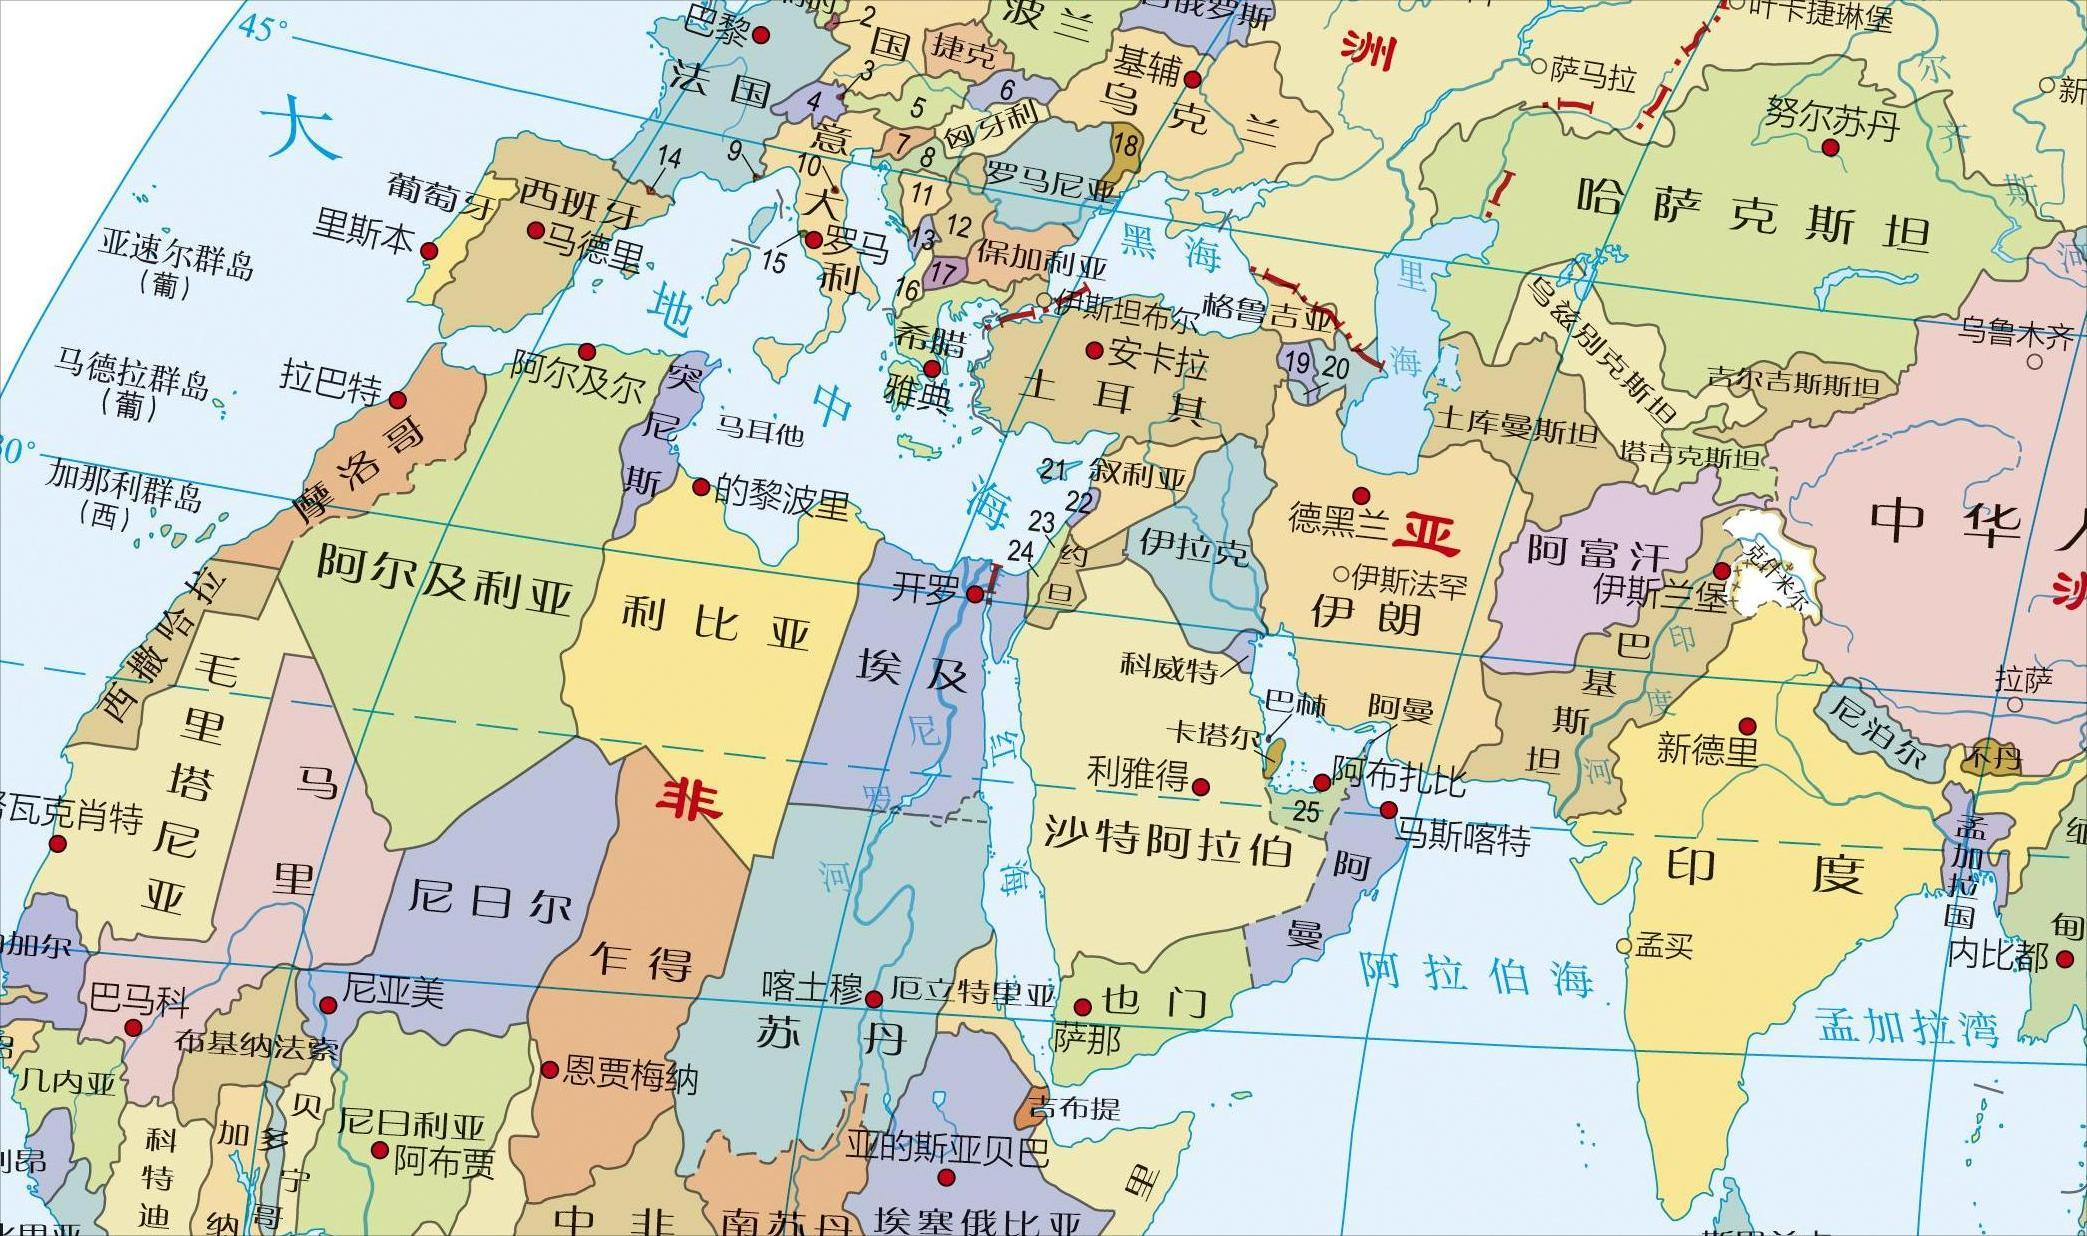 45°
大
巴黎
法国
2
国
捷克
波兰
俄罗斯
基辅
乌克兰
洲
萨马拉
叶卡捷琳堡
努尔苏丹
哈萨克斯坦
尔
齐
斯
河
新
3
4
5
6
匈牙利
7
8
意大利
9
10
11
12
13
14
15
16
17
18
罗马尼亚
保加利亚
葡萄牙
西班牙
里斯本
马德里
罗马
亚速尔群岛
(葡)
地中海
黑海
里海
格鲁吉亚
伊斯坦布尔
希腊
雅典
安卡拉
土耳其
19
20
乌兹别克斯坦
吉尔吉斯斯坦
土库曼斯坦
塔吉克斯坦
乌鲁木齐
马德拉群岛
(葡)
拉巴特
摩洛哥
阿尔及尔
突尼斯
马耳他
的黎波里
加那利群岛
(西)
21
22
23
24
叙利亚
伊拉克
约旦
德黑兰
亚
伊斯法罕
伊朗
阿富汗
伊斯兰堡
克什米尔
中华人
洲
西撒哈拉
阿尔及利亚
利比亚
开罗
埃及
尼罗河
红海
科威特
巴林
阿曼
卡塔尔
利雅得
阿布扎比
25
马斯喀特
沙特阿拉伯
阿曼
巴基斯坦
印度河
新德里
尼泊尔
不丹
拉萨
孟加拉国
印度
孟买
缅甸
内比都
毛里塔尼亚
马里
非
尼日尔
乍得
努瓦克肖特
加尔
巴马科
尼亚美
布基纳法索
喀土穆
苏丹
厄立特里亚
也门
萨那
阿拉伯海
孟加拉湾
几内亚
恩贾梅纳
吉布提
亚的斯亚贝巴
埃塞俄比亚
里
科特迪
加纳
多哥
贝宁
尼日利亚
阿布贾
中非
南苏丹